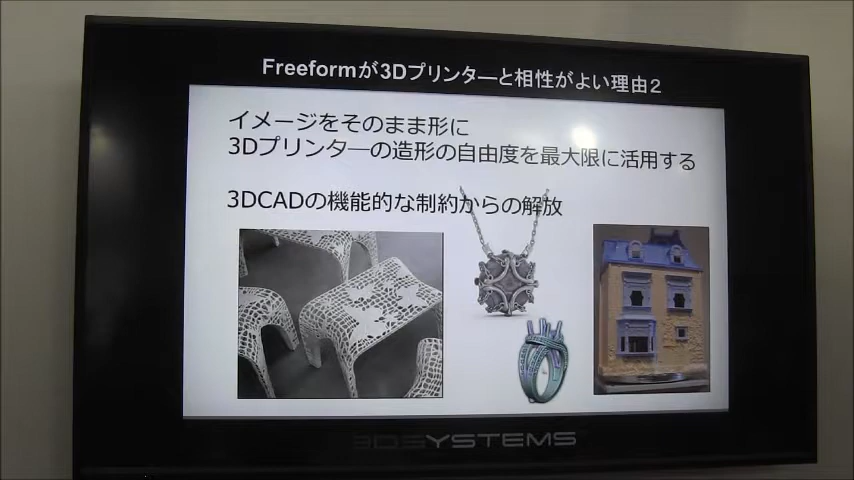 Freeformが3Dプリンターと相性がよい理由2
イメージをそのまま形に
3Dプリンターの造形の自由度を最大限に活用する
3DCADの機能的な制約からの解放
3DSYSTEMS